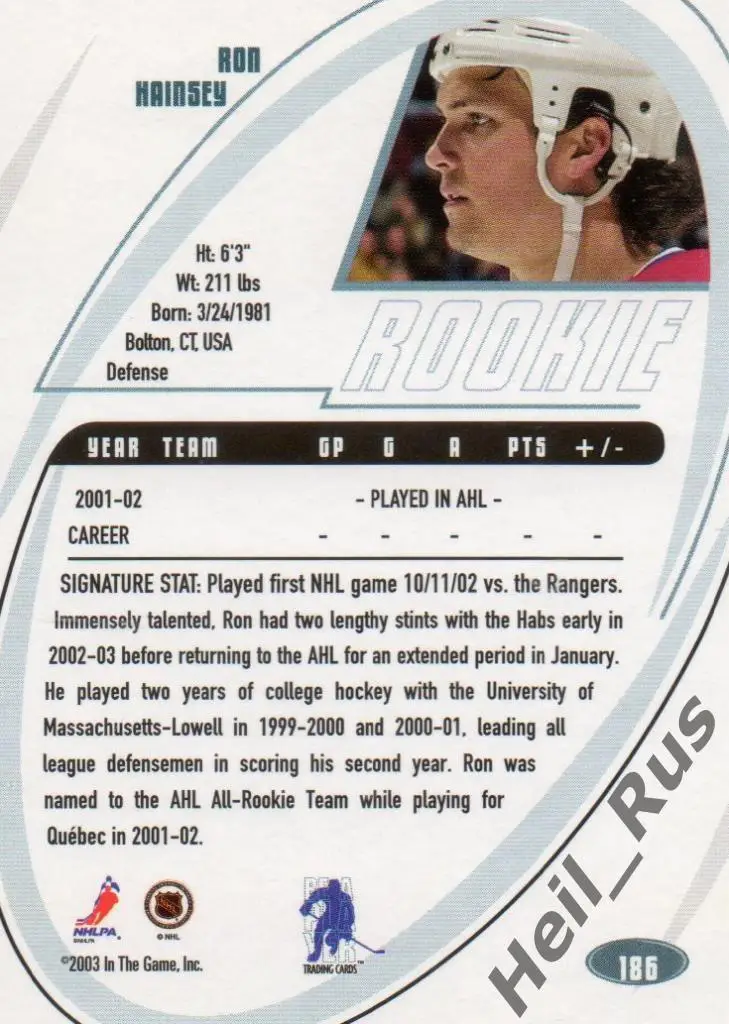 RON
HAINSEY
Ht: 6'3"
Wt: 211 lbs
Born: 3/24/1981
Bolton, CT, USA
Defense
ROOKIE
YEAR TEAM GP G A PTS +/-
2001-02 - PLAYED IN AHL -
CAREER - - - - -
SIGNATURE STAT: Played first NHL game 10/11/02 vs. the Rangers.
Immensely talented, Ron had two lengthy stints with the Habs early in
2002-03 before returning to the AHL for an extended period in January.
He played two years of college hockey with the University of
Massachusetts-Lowell in 1999-2000 and 2000-01, leading all
league defensemen in scoring his second year. Ron was
named to the AHL All-Rookie Team while playing for
Québec in 2001-02.
NHLPA
©NHLPA
NHL
© NHL
BE A
PLAYER
TRADING CARDS™
©2003 In The Game, Inc.
186
Heil_Rus